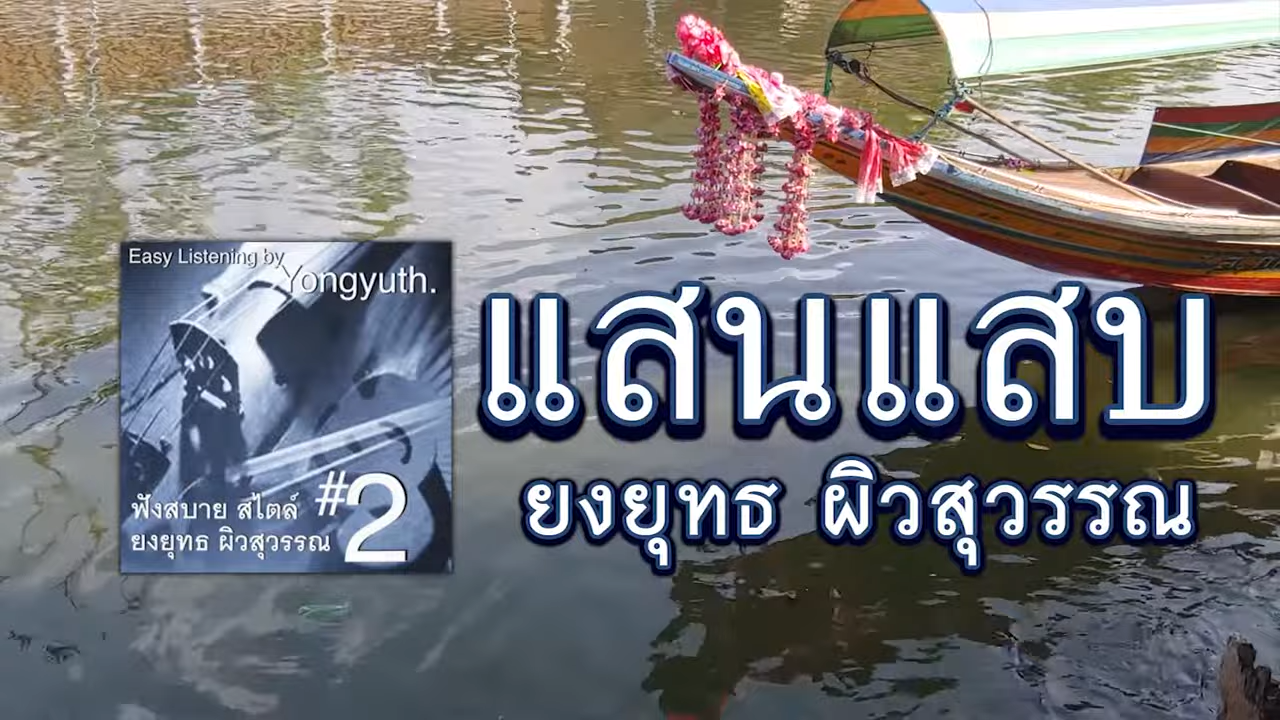 Easy Listening by
Yongyuth.
ฟังสบาย สไตล์ #2
ยงยุทธ ผิวสุวรรณ
แสนแสบ
ยงยุทธ ผิวสุวรรณ